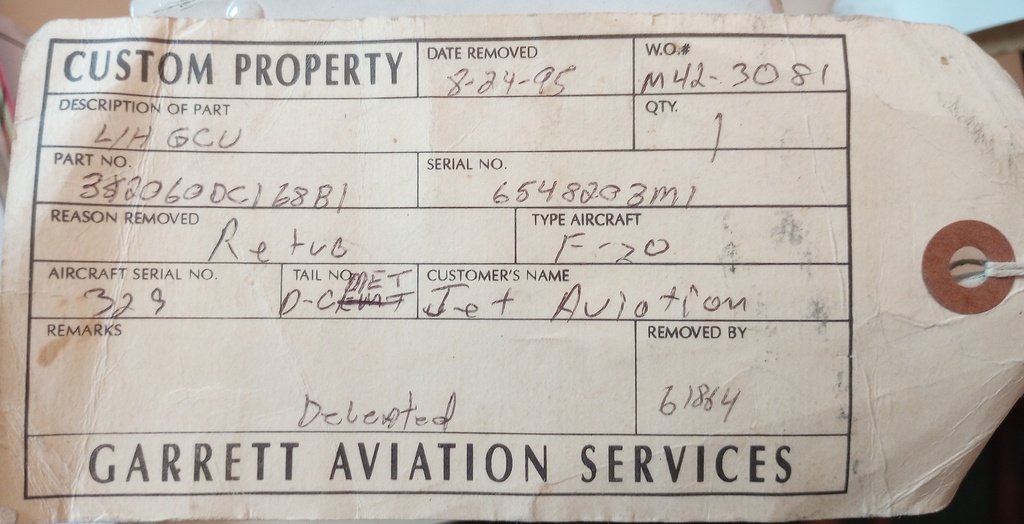 CUSTOM PROPERTY
DATE REMOVED
8-24-95
W.O.#
M42-3081
DESCRIPTION OF PART
L/H GCU
QTY.
1
PART NO.
SERIAL NO.
6548203M1
REASON REMOVED
TYPE AIRCRAFT
F-20
AIRCRAFT SERIAL NO.
329
TAIL NO.
D-CMET
CUSTOMER'S NAME
Jet Aviation
REMARKS
REMOVED BY
GARRETT AVIATION SERVICES